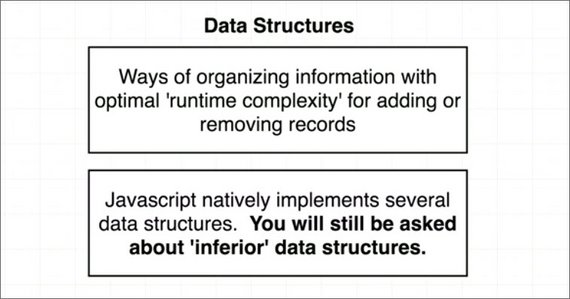 Data Structures
Ways of organizing information with
optimal 'runtime complexity' for adding or
removing records
Javascript natively implements several
data structures.  You will still be asked
about 'inferior' data structures.